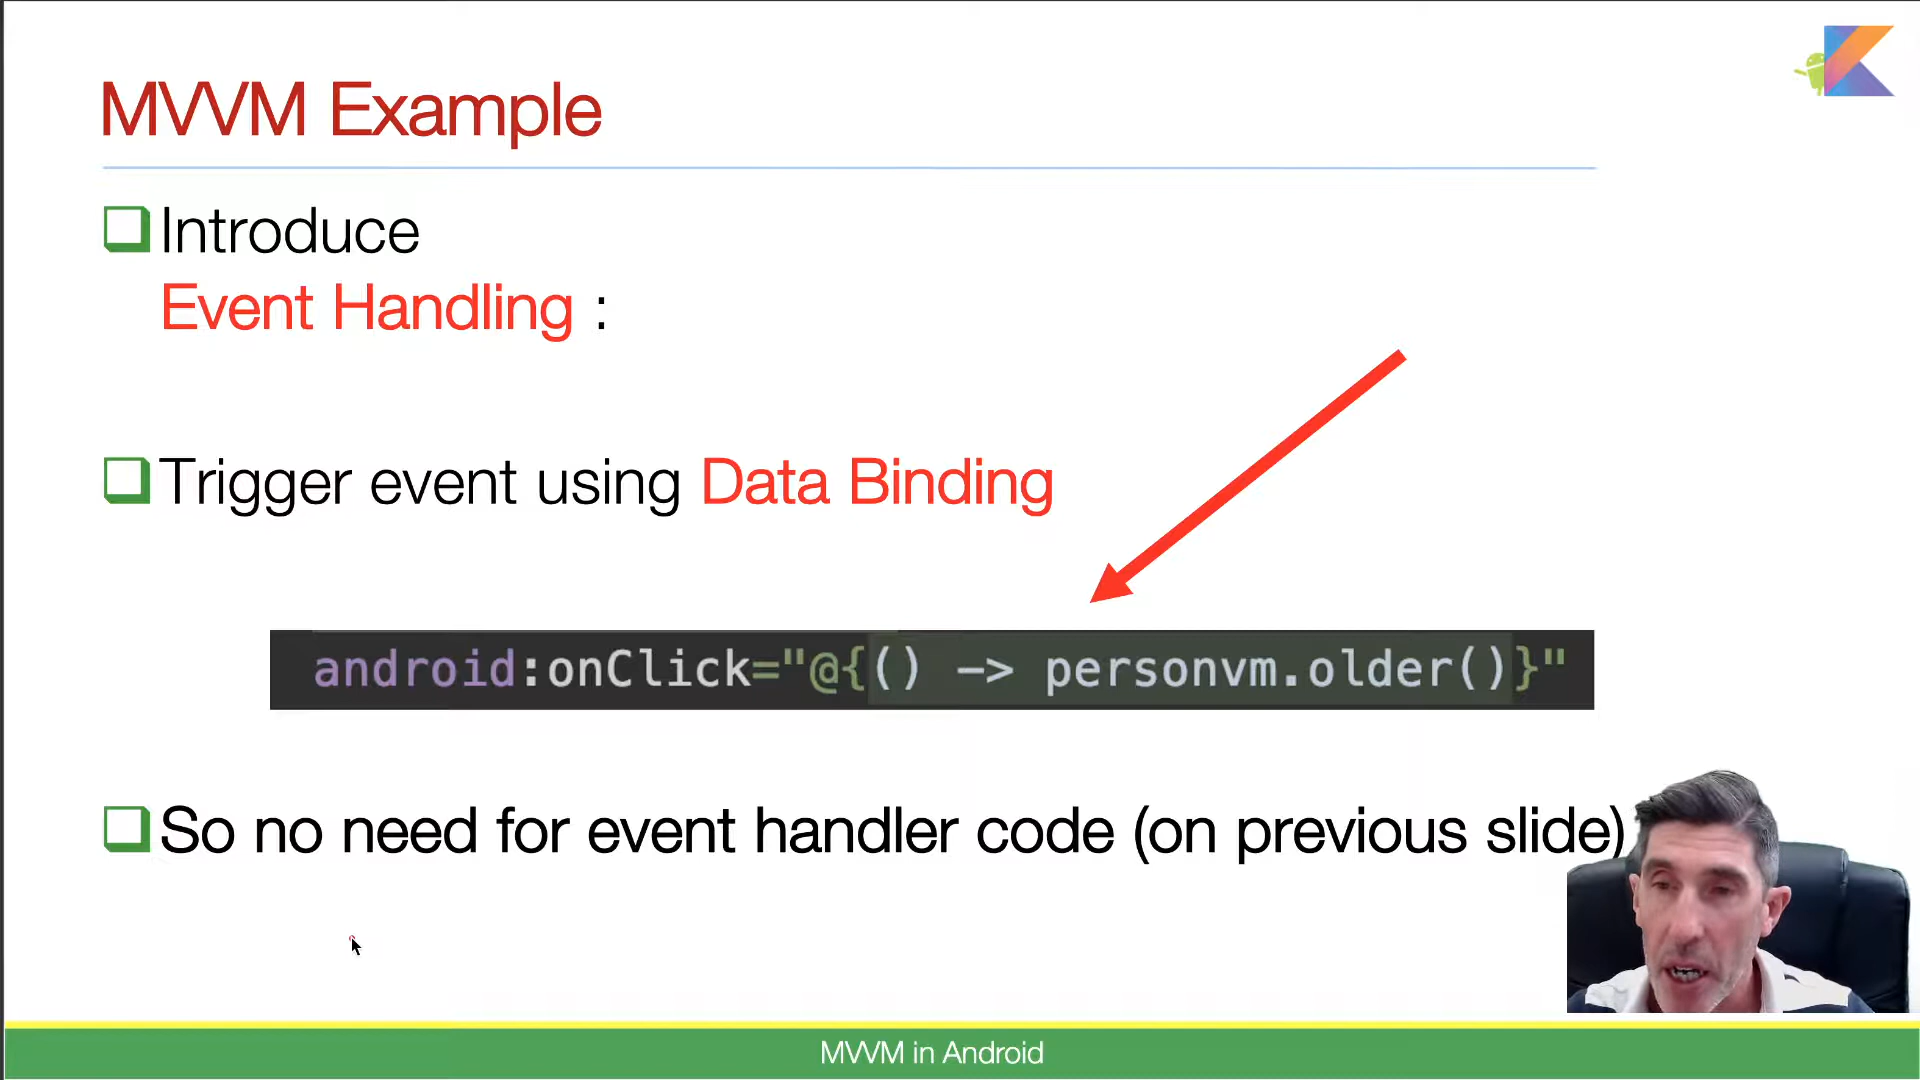 MVVM Example
Introduce
Event Handling :
Trigger event using Data Binding
android:onClick="@{() -> personvm.older()}"
So no need for event handler code (on previous slide)
MVVM in Android